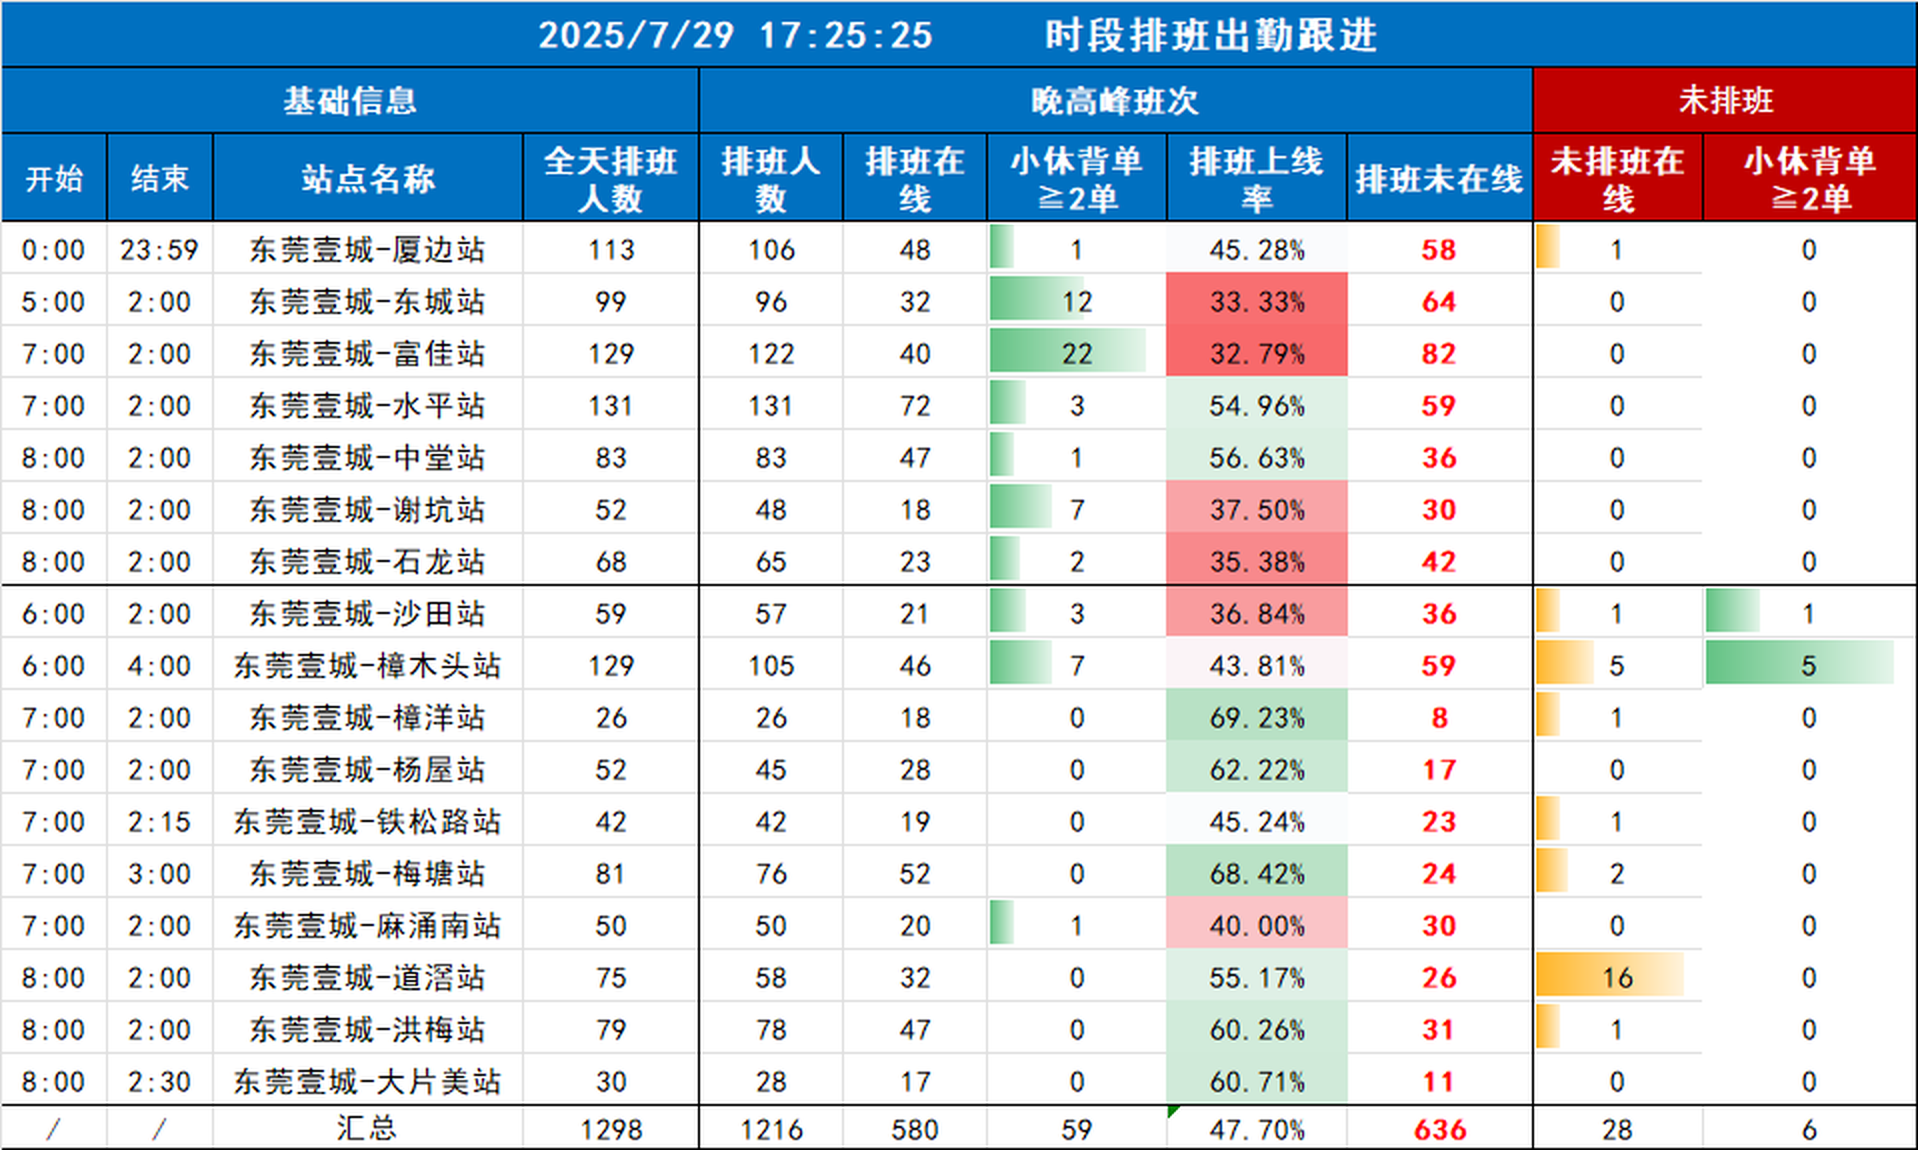 2025/7/29 17:25:25 时段排班出勤跟进
基础信息 晚高峰班次 未排班
开始 结束 站点名称 全天排班人数 排班人数 排班在线 小休背单≧2单 排班上线率 排班未在线 未排班在线 小休背单≧2单
0:00 23:59 东莞壹城-厦边站 113 106 48 1 45.28% 58 1 0
5:00 2:00 东莞壹城-东城站 99 96 32 12 33.33% 64 0 0
7:00 2:00 东莞壹城-富佳站 129 122 40 22 32.79% 82 0 0
7:00 2:00 东莞壹城-水平站 131 131 72 3 54.96% 59 0 0
8:00 2:00 东莞壹城-中堂站 83 83 47 1 56.63% 36 0 0
8:00 2:00 东莞壹城-谢坑站 52 48 18 7 37.50% 30 0 0
8:00 2:00 东莞壹城-石龙站 68 65 23 2 35.38% 42 0 0
6:00 2:00 东莞壹城-沙田站 59 57 21 3 36.84% 36 1 1
6:00 4:00 东莞壹城-樟木头站 129 105 46 7 43.81% 59 5 5
7:00 2:00 东莞壹城-樟洋站 26 26 18 0 69.23% 8 1 0
7:00 2:00 东莞壹城-杨屋站 52 45 28 0 62.22% 17 0 0
7:00 2:15 东莞壹城-铁松路站 42 42 19 0 45.24% 23 1 0
7:00 3:00 东莞壹城-梅塘站 81 76 52 0 68.42% 24 2 0
7:00 2:00 东莞壹城-麻涌南站 50 50 20 1 40.00% 30 0 0
8:00 2:00 东莞壹城-道滘站 75 58 32 0 55.17% 26 16 0
8:00 2:00 东莞壹城-洪梅站 79 78 47 0 60.26% 31 1 0
8:00 2:30 东莞壹城-大片美站 30 28 17 0 60.71% 11 0 0
/ / 汇总 1298 1216 580 59 47.70% 636 28 6